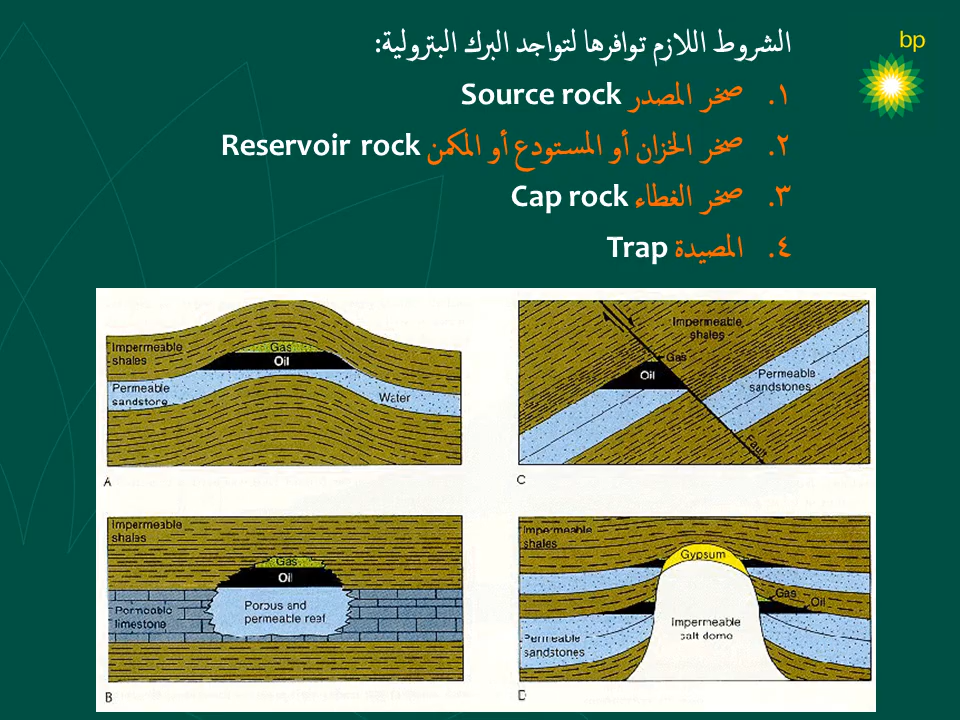 bp
الشروط اللازم توافرها لتواجد البرك البترولية:
١. صخر المصدر Source rock
٢. صخر الخزان أو المستودع أو المكمن Reservoir rock
٣. صخر الغطاء Cap rock
٤. المصيدة Trap
Impermeable
shales
Gas
Oil
Permeable
sandstone
Water
A
Impermeable
shales
Gas
Oil
Permeable
sandstones
Fault
C
Impermeable
shales
Gas
Oil
Permeable
limestone
Porous and
permeable reef
B
Impermeable
shales
Gypsum
Gas
Oil
Impermeable
salt dome
Permeable
sandstones
D